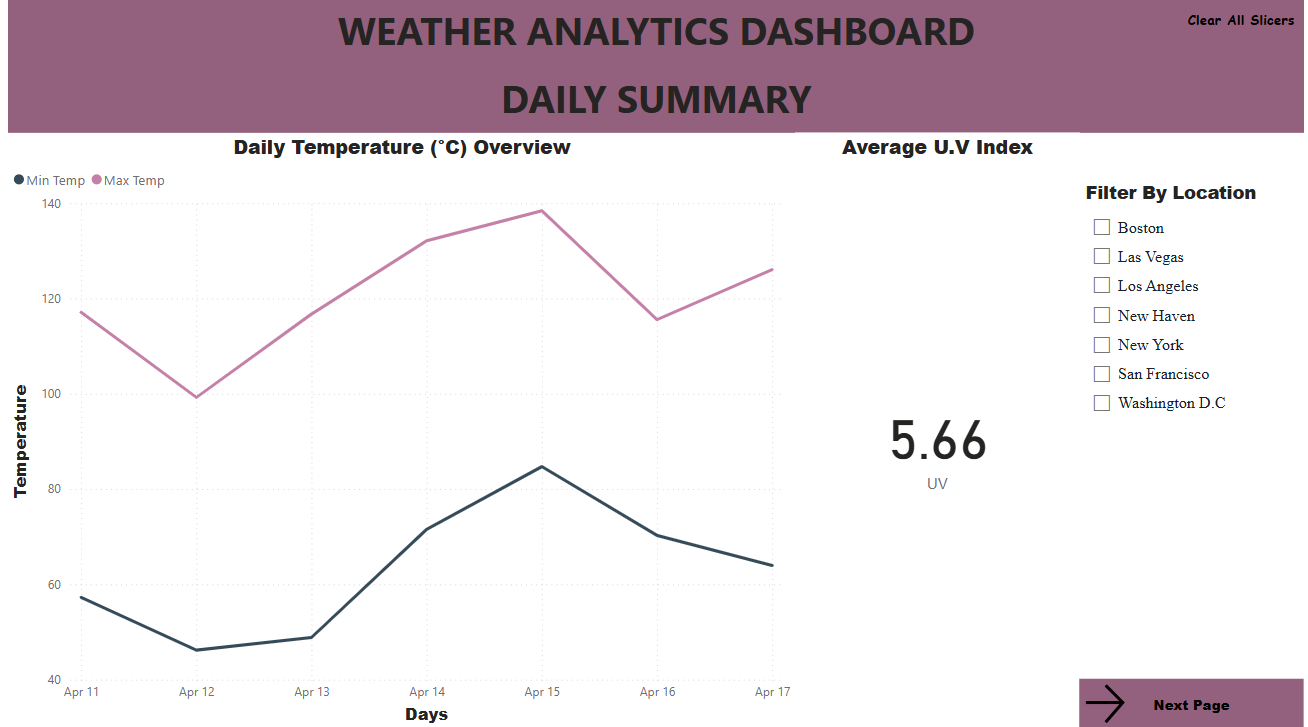 WEATHER ANALYTICS DASHBOARD
Clear All Slicers
DAILY SUMMARY
Daily Temperature (°C) Overview
Min Temp Max Temp
140
120
100
80
60
40
Temperature
Apr 11 Apr 12 Apr 13 Apr 14 Apr 15 Apr 16 Apr 17
Days
Average U.V Index
5.66
UV
Filter By Location
Boston
Las Vegas
Los Angeles
New Haven
New York
San Francisco
Washington D.C
Next Page